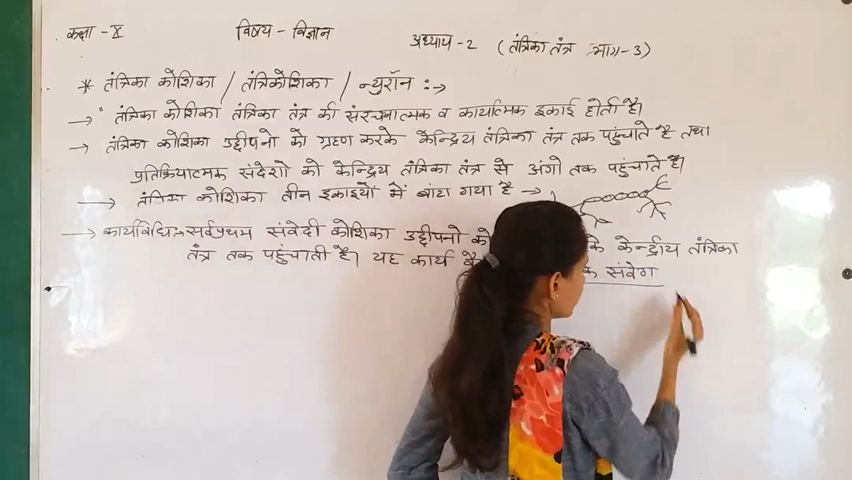 कक्षा - X
विषय - विज्ञान
अध्याय - 2 ( तंत्रिका तंत्र भाग - 3 )
* तंत्रिका कोशिका / तंत्रिकोशिका / न्युरॉन :->
-> " तंत्रिका कोशिका तंत्रिका तंत्र की संरचनात्मक व कार्यात्मक इकाई होती है।
-> तंत्रिका कोशिका उद्दीपनो को ग्रहण करके केन्द्रिय तंत्रिका तंत्र तक पहुंचाते है तथा
प्रतिक्रियात्मक संदेशो को केन्द्रिय तंत्रिका तंत्र से अंगो तक पहुंचाते है।
-> तंत्रिका कोशिका तीन इकाइयों में बांटा गया है ->
-> कार्यविधि :- सर्वप्रथम संवेदी कोशिका उद्दीपनो को के केन्द्रीय तंत्रिका
तंत्र तक पहुंचाती है। यह कार्य संवेग